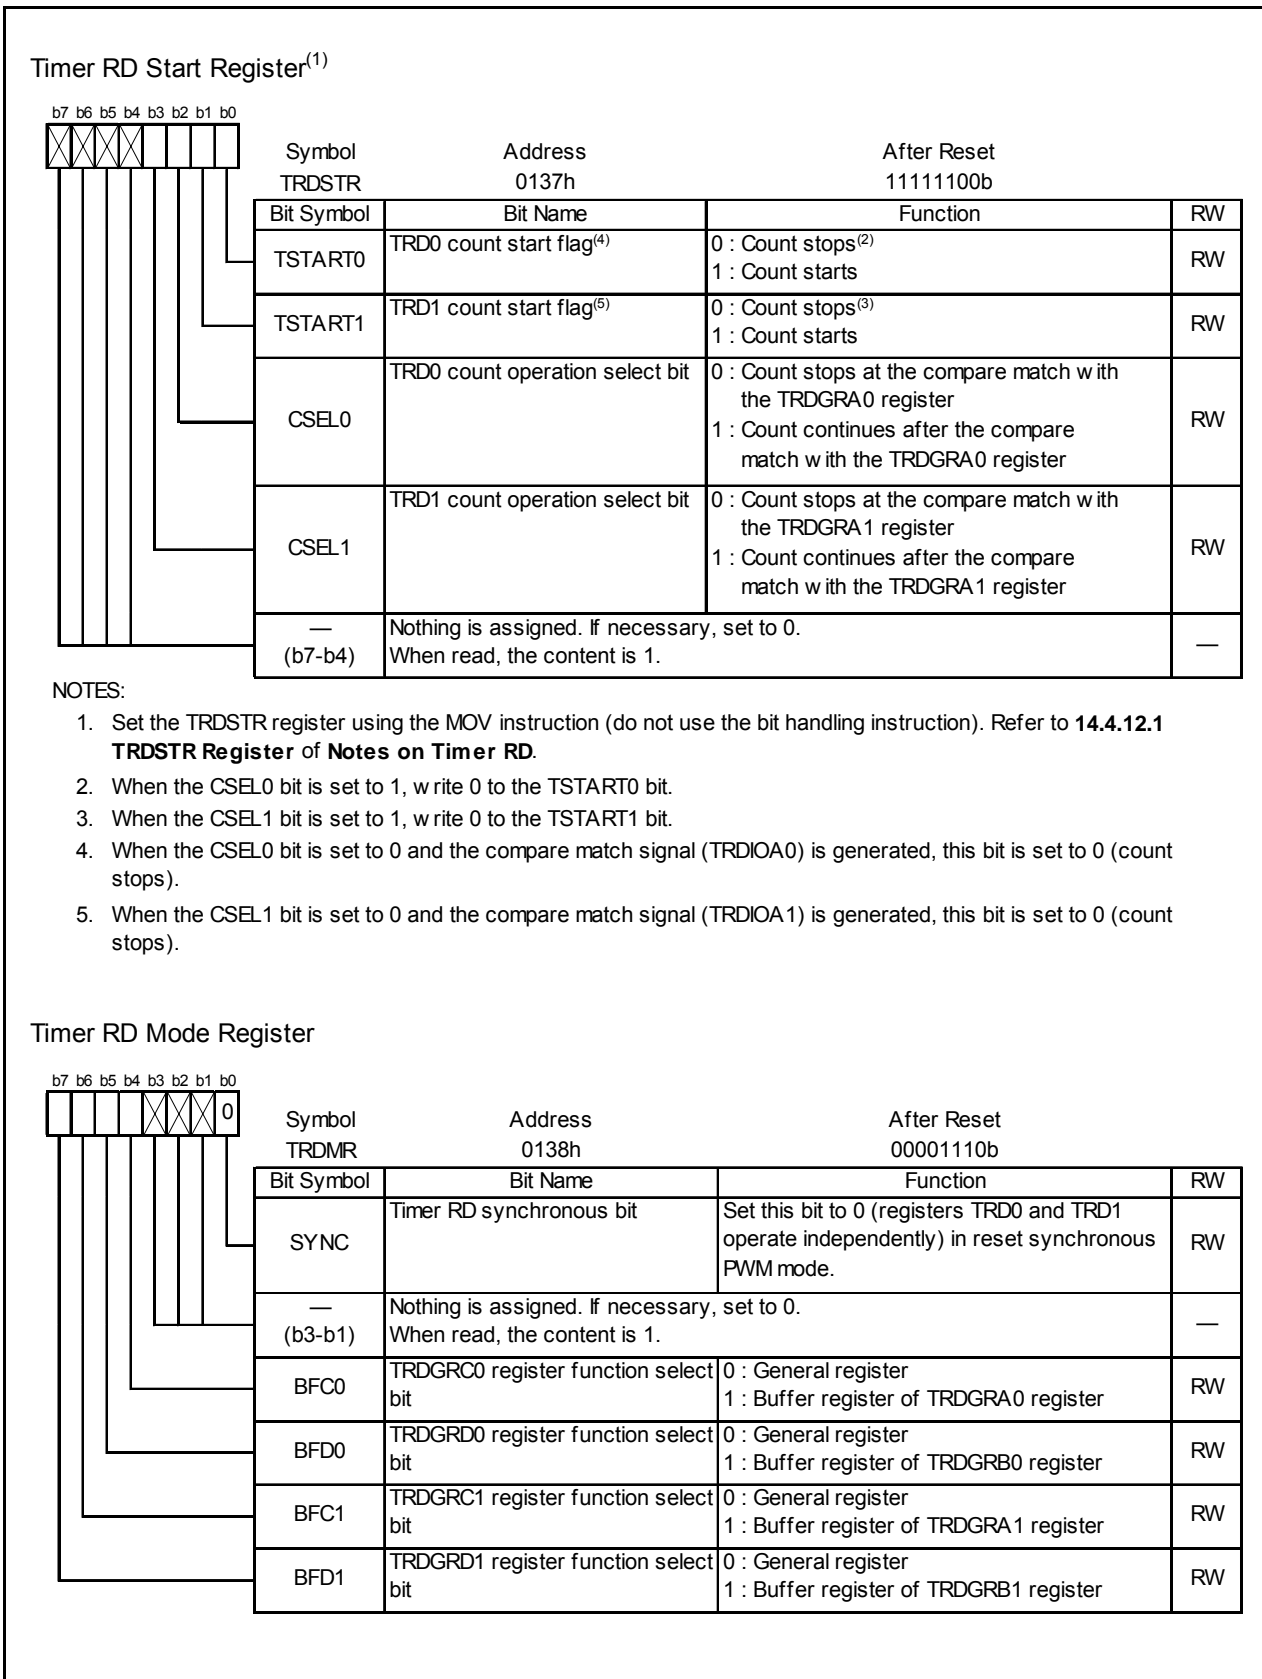 Timer RD Start Register(1)
b7 b6 b5 b4 b3 b2 b1 b0
Symbol Address After Reset
TRDSTR 0137h 11111100b
Bit Symbol Bit Name Function RW
TSTART0 TRD0 count start flag(4) 0 : Count stops(2) RW
1 : Count starts
TSTART1 TRD1 count start flag(5) 0 : Count stops(3) RW
1 : Count starts
CSEL0 TRD0 count operation select bit 0 : Count stops at the compare match with RW
the TRDGRA0 register
1 : Count continues after the compare
match with the TRDGRA0 register
CSEL1 TRD1 count operation select bit 0 : Count stops at the compare match with RW
the TRDGRA1 register
1 : Count continues after the compare
match with the TRDGRA1 register
— Nothing is assigned. If necessary, set to 0. —
(b7-b4) When read, the content is 1.
NOTES:
1. Set the TRDSTR register using the MOV instruction (do not use the bit handling instruction). Refer to 14.4.12.1
TRDSTR Register of Notes on Timer RD.
2. When the CSEL0 bit is set to 1, write 0 to the TSTART0 bit.
3. When the CSEL1 bit is set to 1, write 0 to the TSTART1 bit.
4. When the CSEL0 bit is set to 0 and the compare match signal (TRDIOA0) is generated, this bit is set to 0 (count
stops).
5. When the CSEL1 bit is set to 0 and the compare match signal (TRDIOA1) is generated, this bit is set to 0 (count
stops).
Timer RD Mode Register
b7 b6 b5 b4 b3 b2 b1 b0
0
Symbol Address After Reset
TRDMR 0138h 00001110b
Bit Symbol Bit Name Function RW
SYNC Timer RD synchronous bit Set this bit to 0 (registers TRD0 and TRD1 RW
operate independently) in reset synchronous
PWM mode.
— Nothing is assigned. If necessary, set to 0. —
(b3-b1) When read, the content is 1.
BFC0 TRDGRC0 register function select 0 : General register RW
bit 1 : Buffer register of TRDGRA0 register
BFD0 TRDGRD0 register function select 0 : General register RW
bit 1 : Buffer register of TRDGRB0 register
BFC1 TRDGRC1 register function select 0 : General register RW
bit 1 : Buffer register of TRDGRA1 register
BFD1 TRDGRD1 register function select 0 : General register RW
bit 1 : Buffer register of TRDGRB1 register